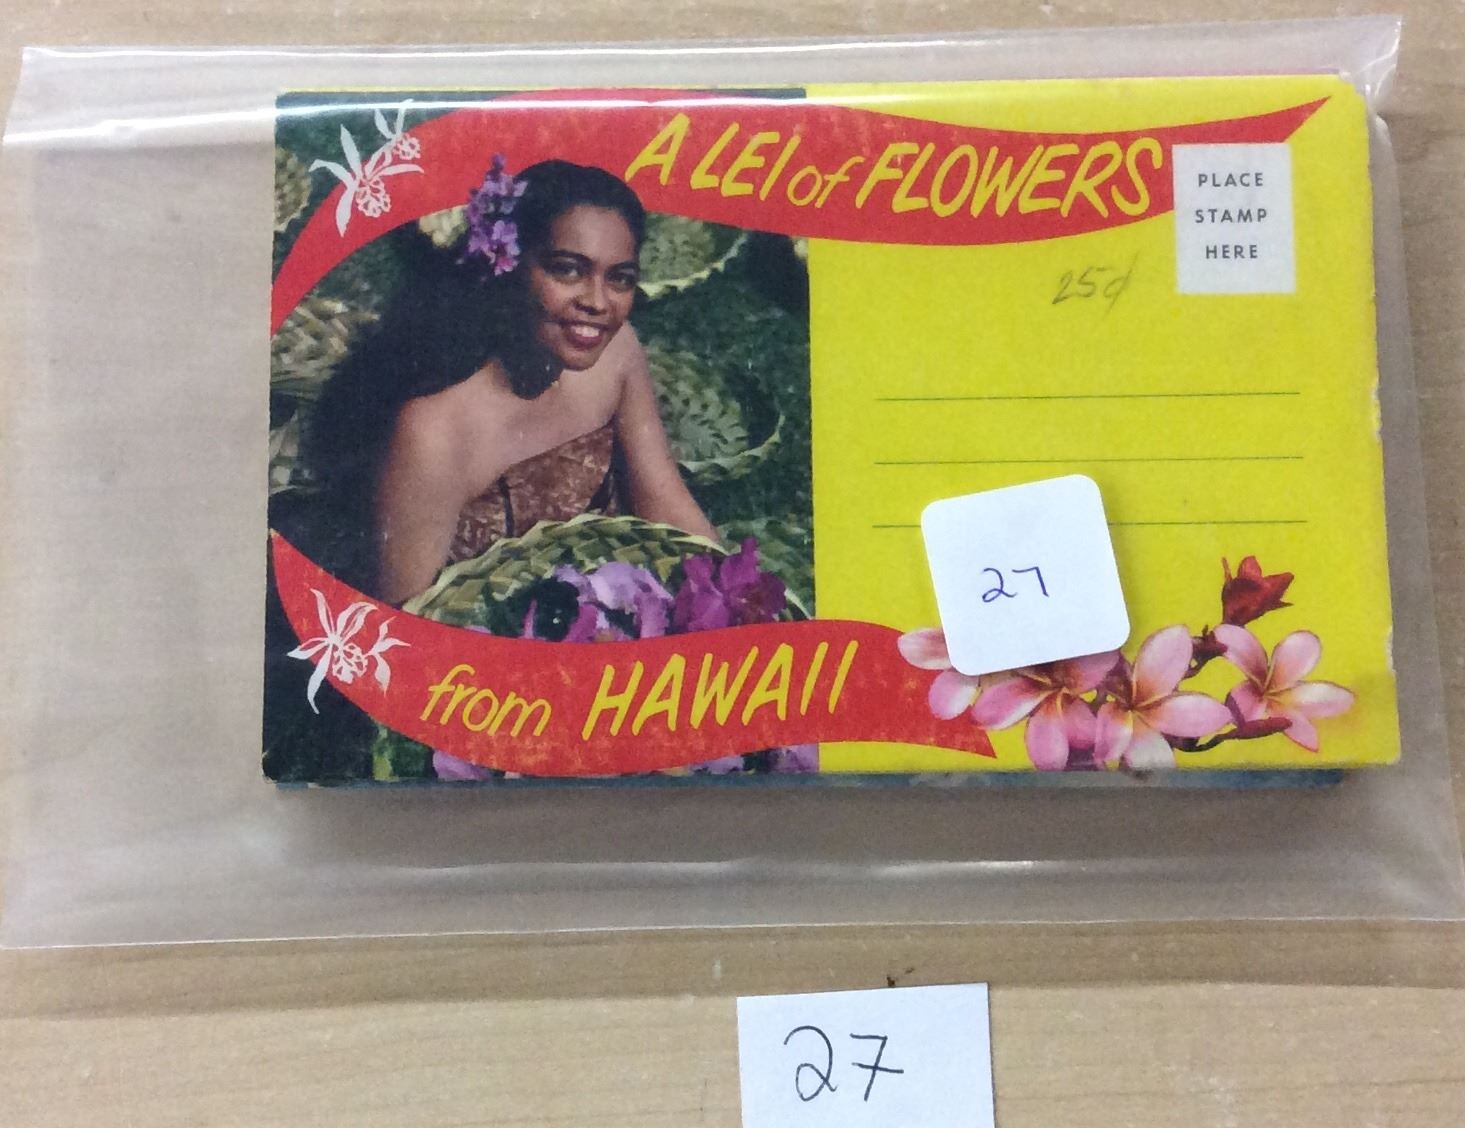 A LEI of FLOWERS
PLACE
STAMP
HERE
25¢
27
from HAWAII
27